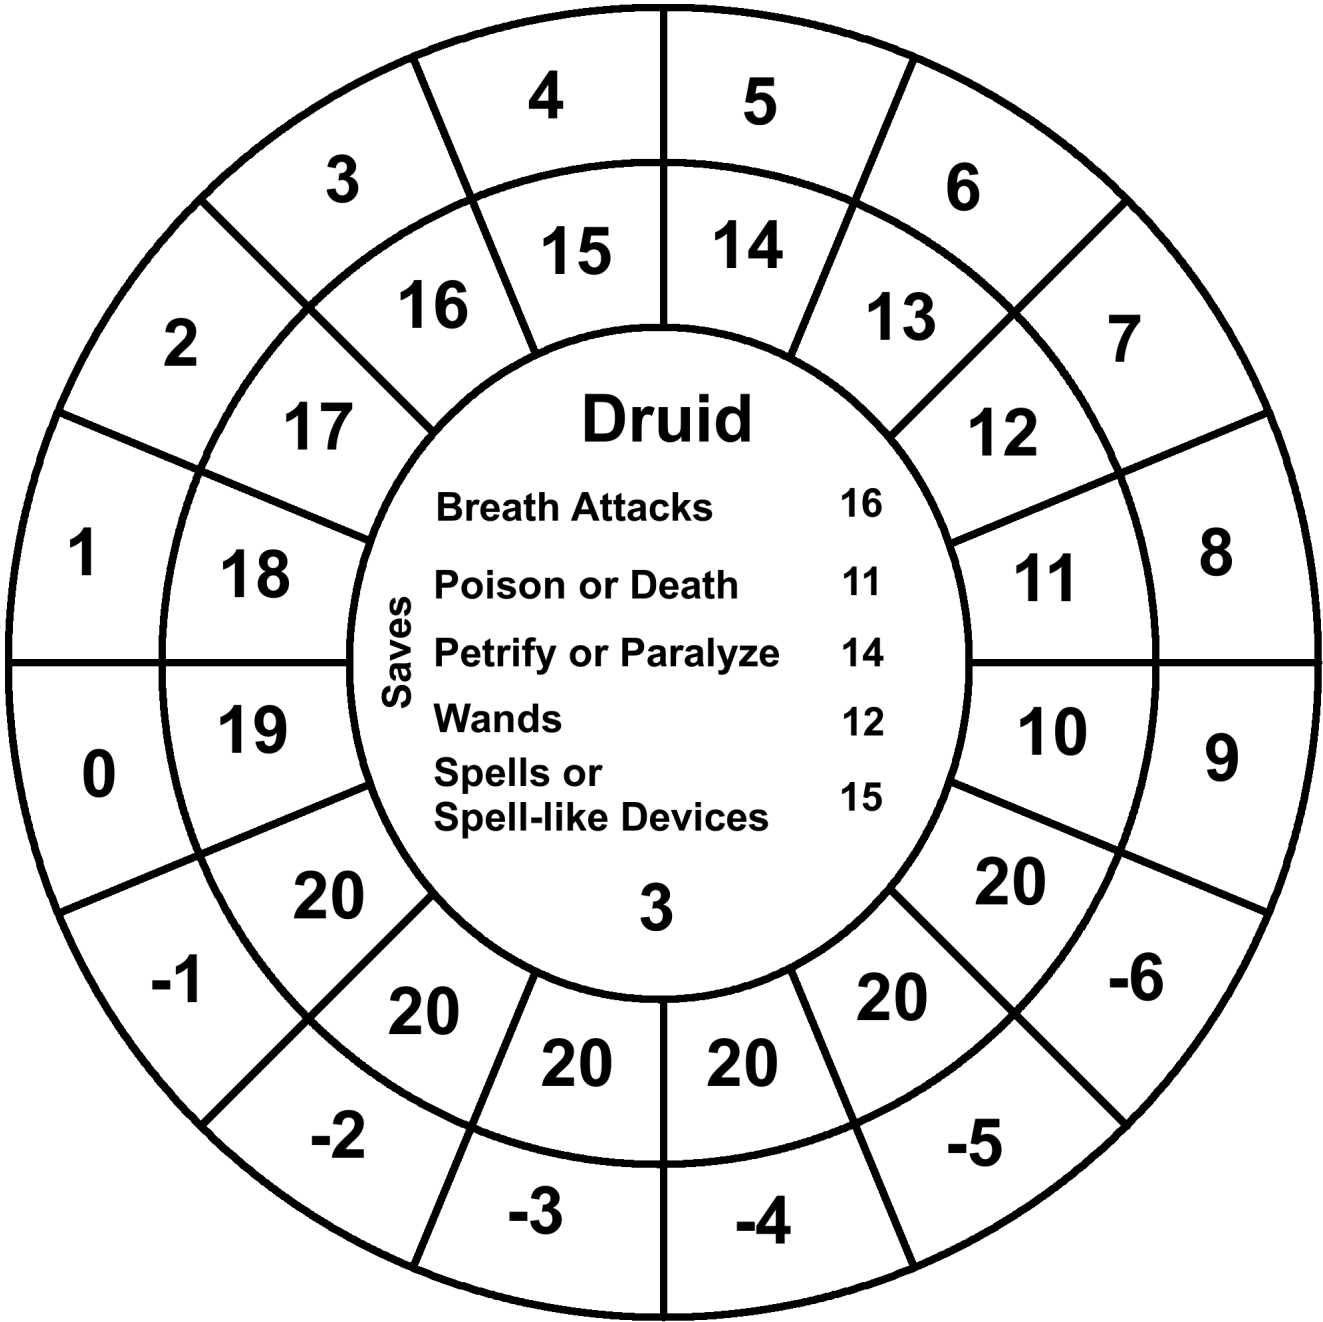 4 5
3 6
15 14
16 13
2 7
17 12
Druid
Breath Attacks 16
1 8
18 11
Poison or Death 11
Saves
Petrify or Paralyze 14
Wands 12
19 10
0 9
Spells or
Spell-like Devices 15
20 20
3
-1 -6
20 20
20 20
-2 -5
-3 -4